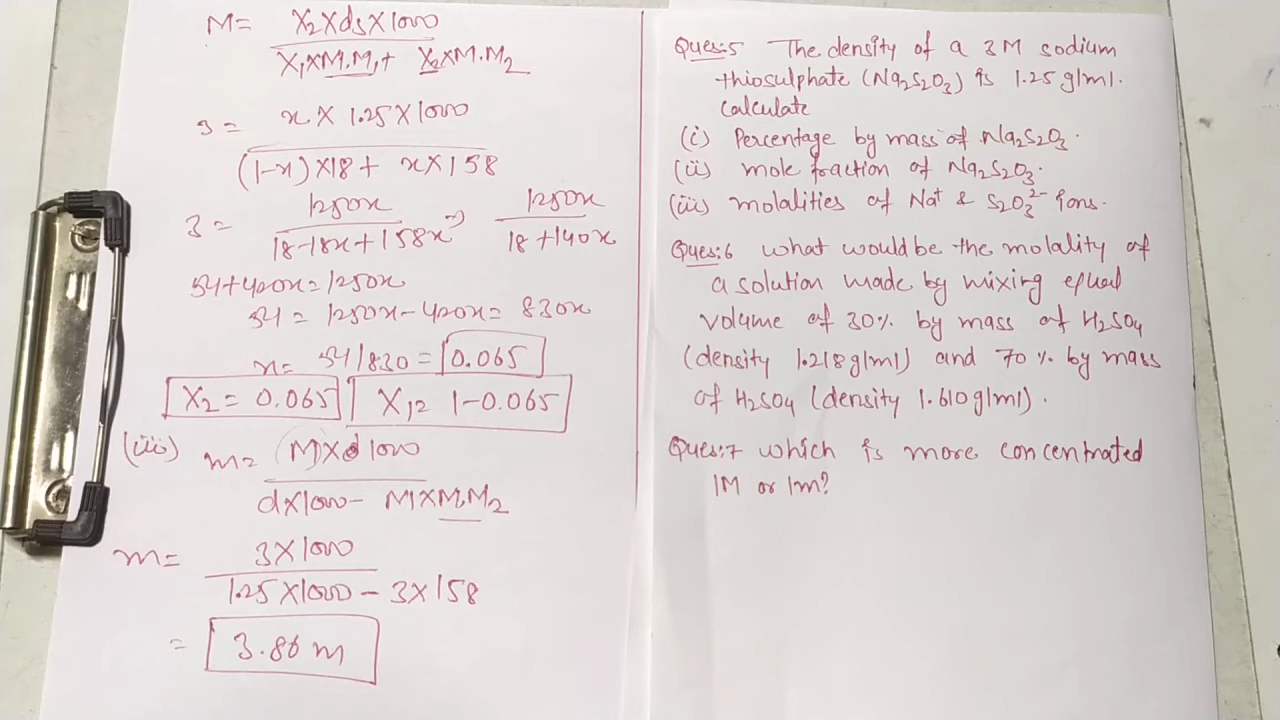 M= X2×ds×1000
X1×M.M1+ X2×M.M2
3= x × 1.25×1000
(1-x)×18+ x×158
3= 1250x / 18-18x+158x ⇒ 1250x / 18+140x
54+420x=1250x
54= 1250x-420x= 830x
x= 54/830 = 0.065
X2= 0.065 X1= 1-0.065
(iii) m= M×1000
d×1000- M×M.M2
m= 3×1000
1.25×1000-3×158
= 3.86 m
Ques:5 The density of a 3M sodium
thiosulphate (Na2S2O3) is 1.25 g/ml.
Calculate
(i) Percentage by mass of Na2S2O3.
(ii) mole fraction of Na2S2O3.
(iii) molalities of Na+ & S2O3 2- ions.
Ques:6 what would be the molality of
a solution made by mixing equal
volume of 30% by mass of H2SO4
(density 1.218g/ml) and 70% by mass
of H2SO4 (density 1.610g/ml).
Ques:7 which is more concentrated
1M or 1m?